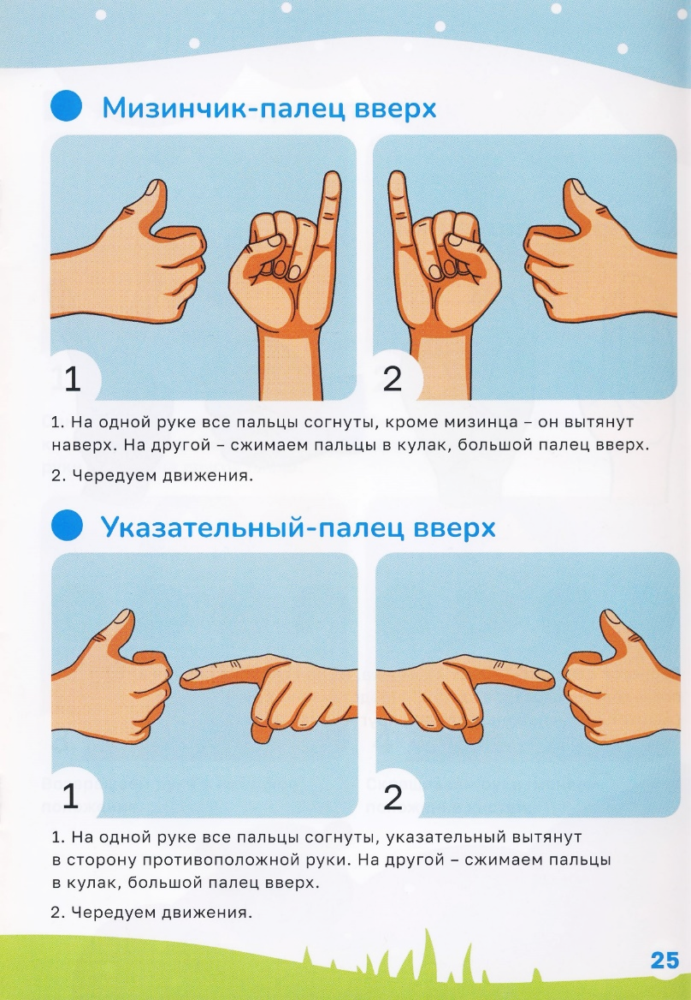 Мизинчик-палец вверх
1
2
1. На одной руке все пальцы согнуты, кроме мизинца – он вытянут
наверх. На другой – сжимаем пальцы в кулак, большой палец вверх.
2. Чередуем движения.
Указательный-палец вверх
1
2
1. На одной руке все пальцы согнуты, указательный вытянут
в сторону противоположной руки. На другой – сжимаем пальцы
в кулак, большой палец вверх.
2. Чередуем движения.
25